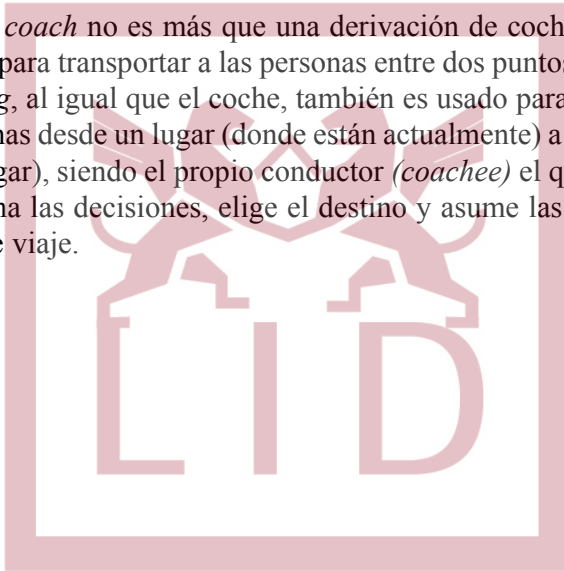 coach no es más que una derivación de coch
para transportar a las personas entre dos puntos
g, al igual que el coche, también es usado para
nas desde un lugar (donde están actualmente) a
gar), siendo el propio conductor (coachee) el q
na las decisiones, elige el destino y asume las
e viaje.
LID